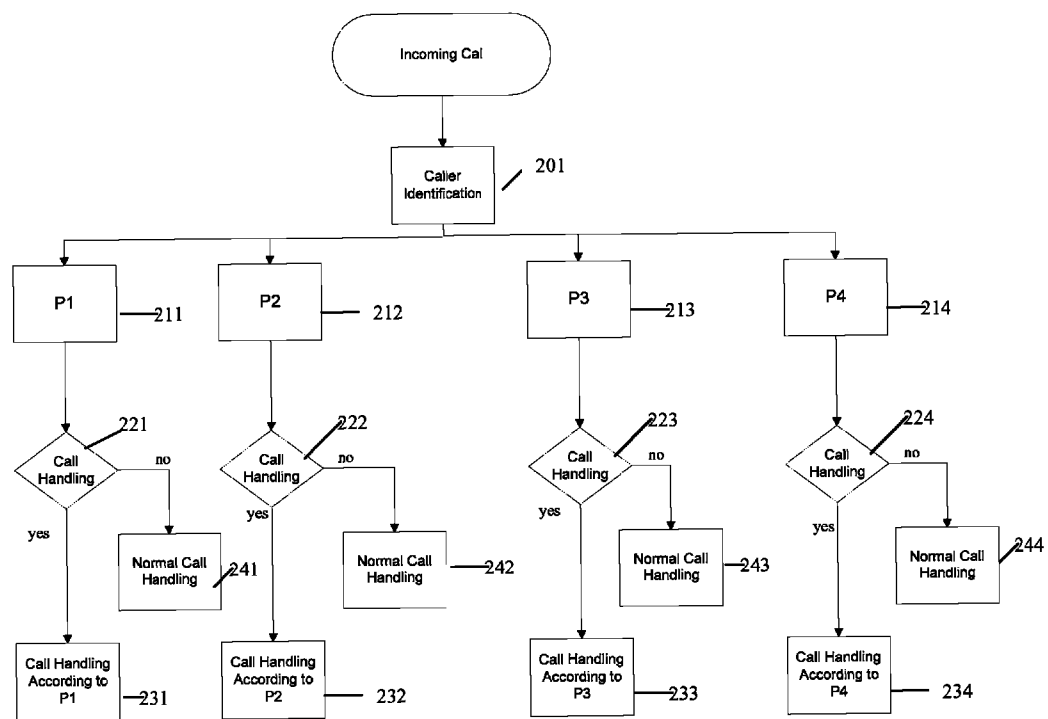 Incoming Cal
Caller
Identification
201
P1
211
P2
212
P3
213
P4
214
221
Call
Handling
no
yes
222
Call
Handling
no
yes
223
Call
Handling
no
yes
224
Call
Handling
no
yes
Normal Call
Handling
241
Normal Call
Handling
242
Normal Call
Handling
243
Normal Call
Handling
244
Call Handling
According to
P1
231
Call Handling
According to
P2
232
Call Handling
According to
P3
233
Call Handling
According to
P4
234